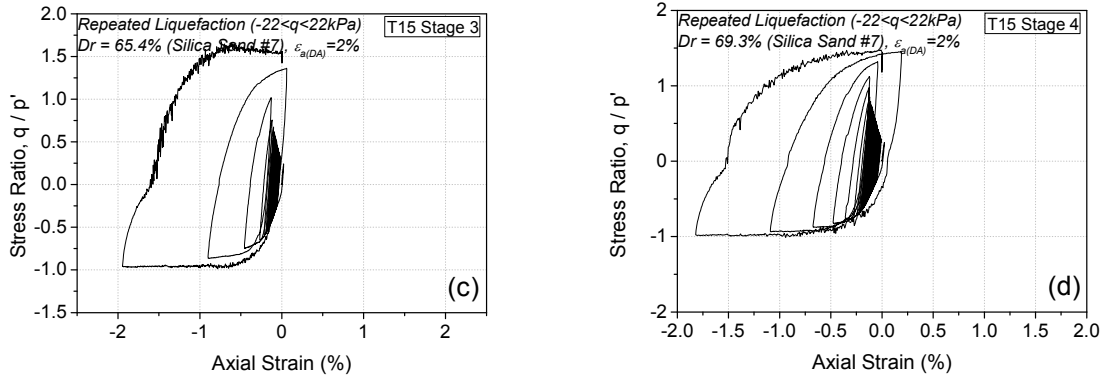 Repeated Liquefaction (-22<q<22kPa)
Dr = 65.4% (Silica Sand #7), εa(DA)=2%
T15 Stage 3
2.0
1.5
1.0
0.5
0.0
-0.5
-1.0
-1.5
Stress Ratio, q / p'
-2 -1 0 1 2
Axial Strain (%)
(c)
Repeated Liquefaction (-22<q<22kPa)
Dr = 69.3% (Silica Sand #7), εa(DA)=2%
T15 Stage 4
2
1
0
-1
-2
Stress Ratio, q / p'
-2.0 -1.5 -1.0 -0.5 0.0 0.5 1.0 1.5 2.0
Axial Strain (%)
(d)